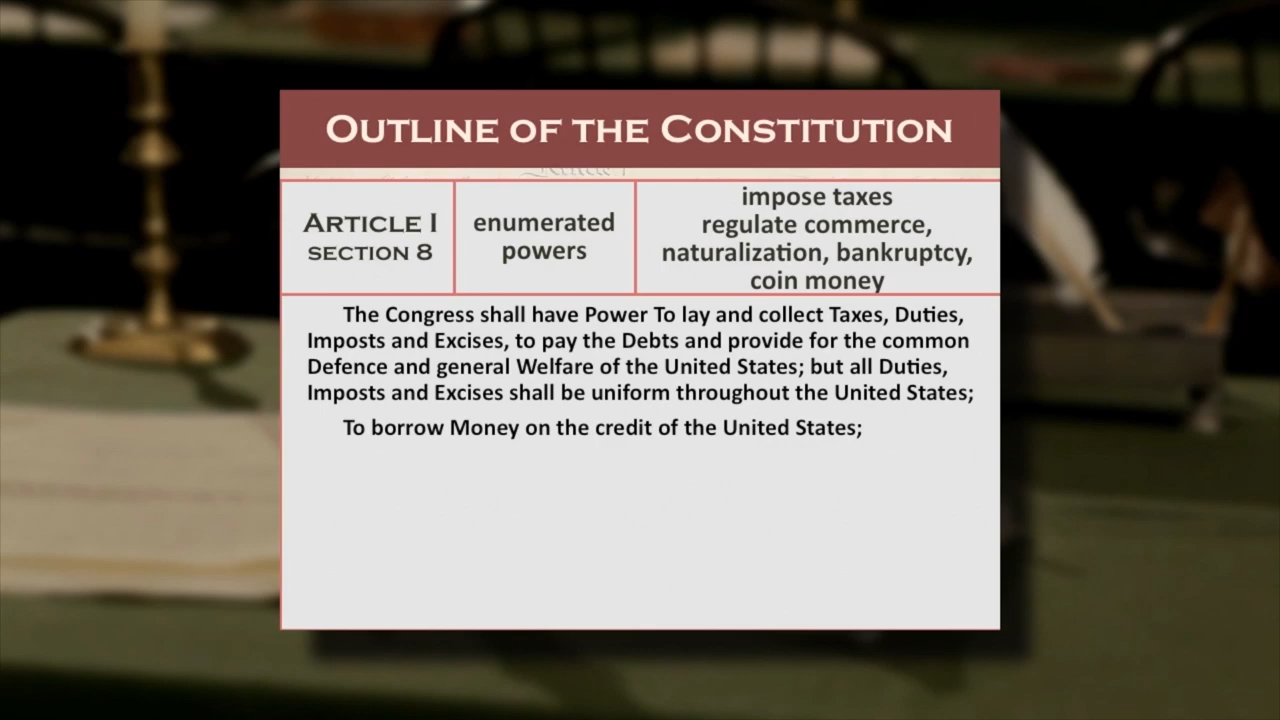 OUTLINE OF THE CONSTITUTION
ARTICLE I
SECTION 8
enumerated
powers
impose taxes
regulate commerce,
naturalization, bankruptcy,
coin money
The Congress shall have Power To lay and collect Taxes, Duties,
Imposts and Excises, to pay the Debts and provide for the common
Defence and general Welfare of the United States; but all Duties,
Imposts and Excises shall be uniform throughout the United States;
To borrow Money on the credit of the United States;